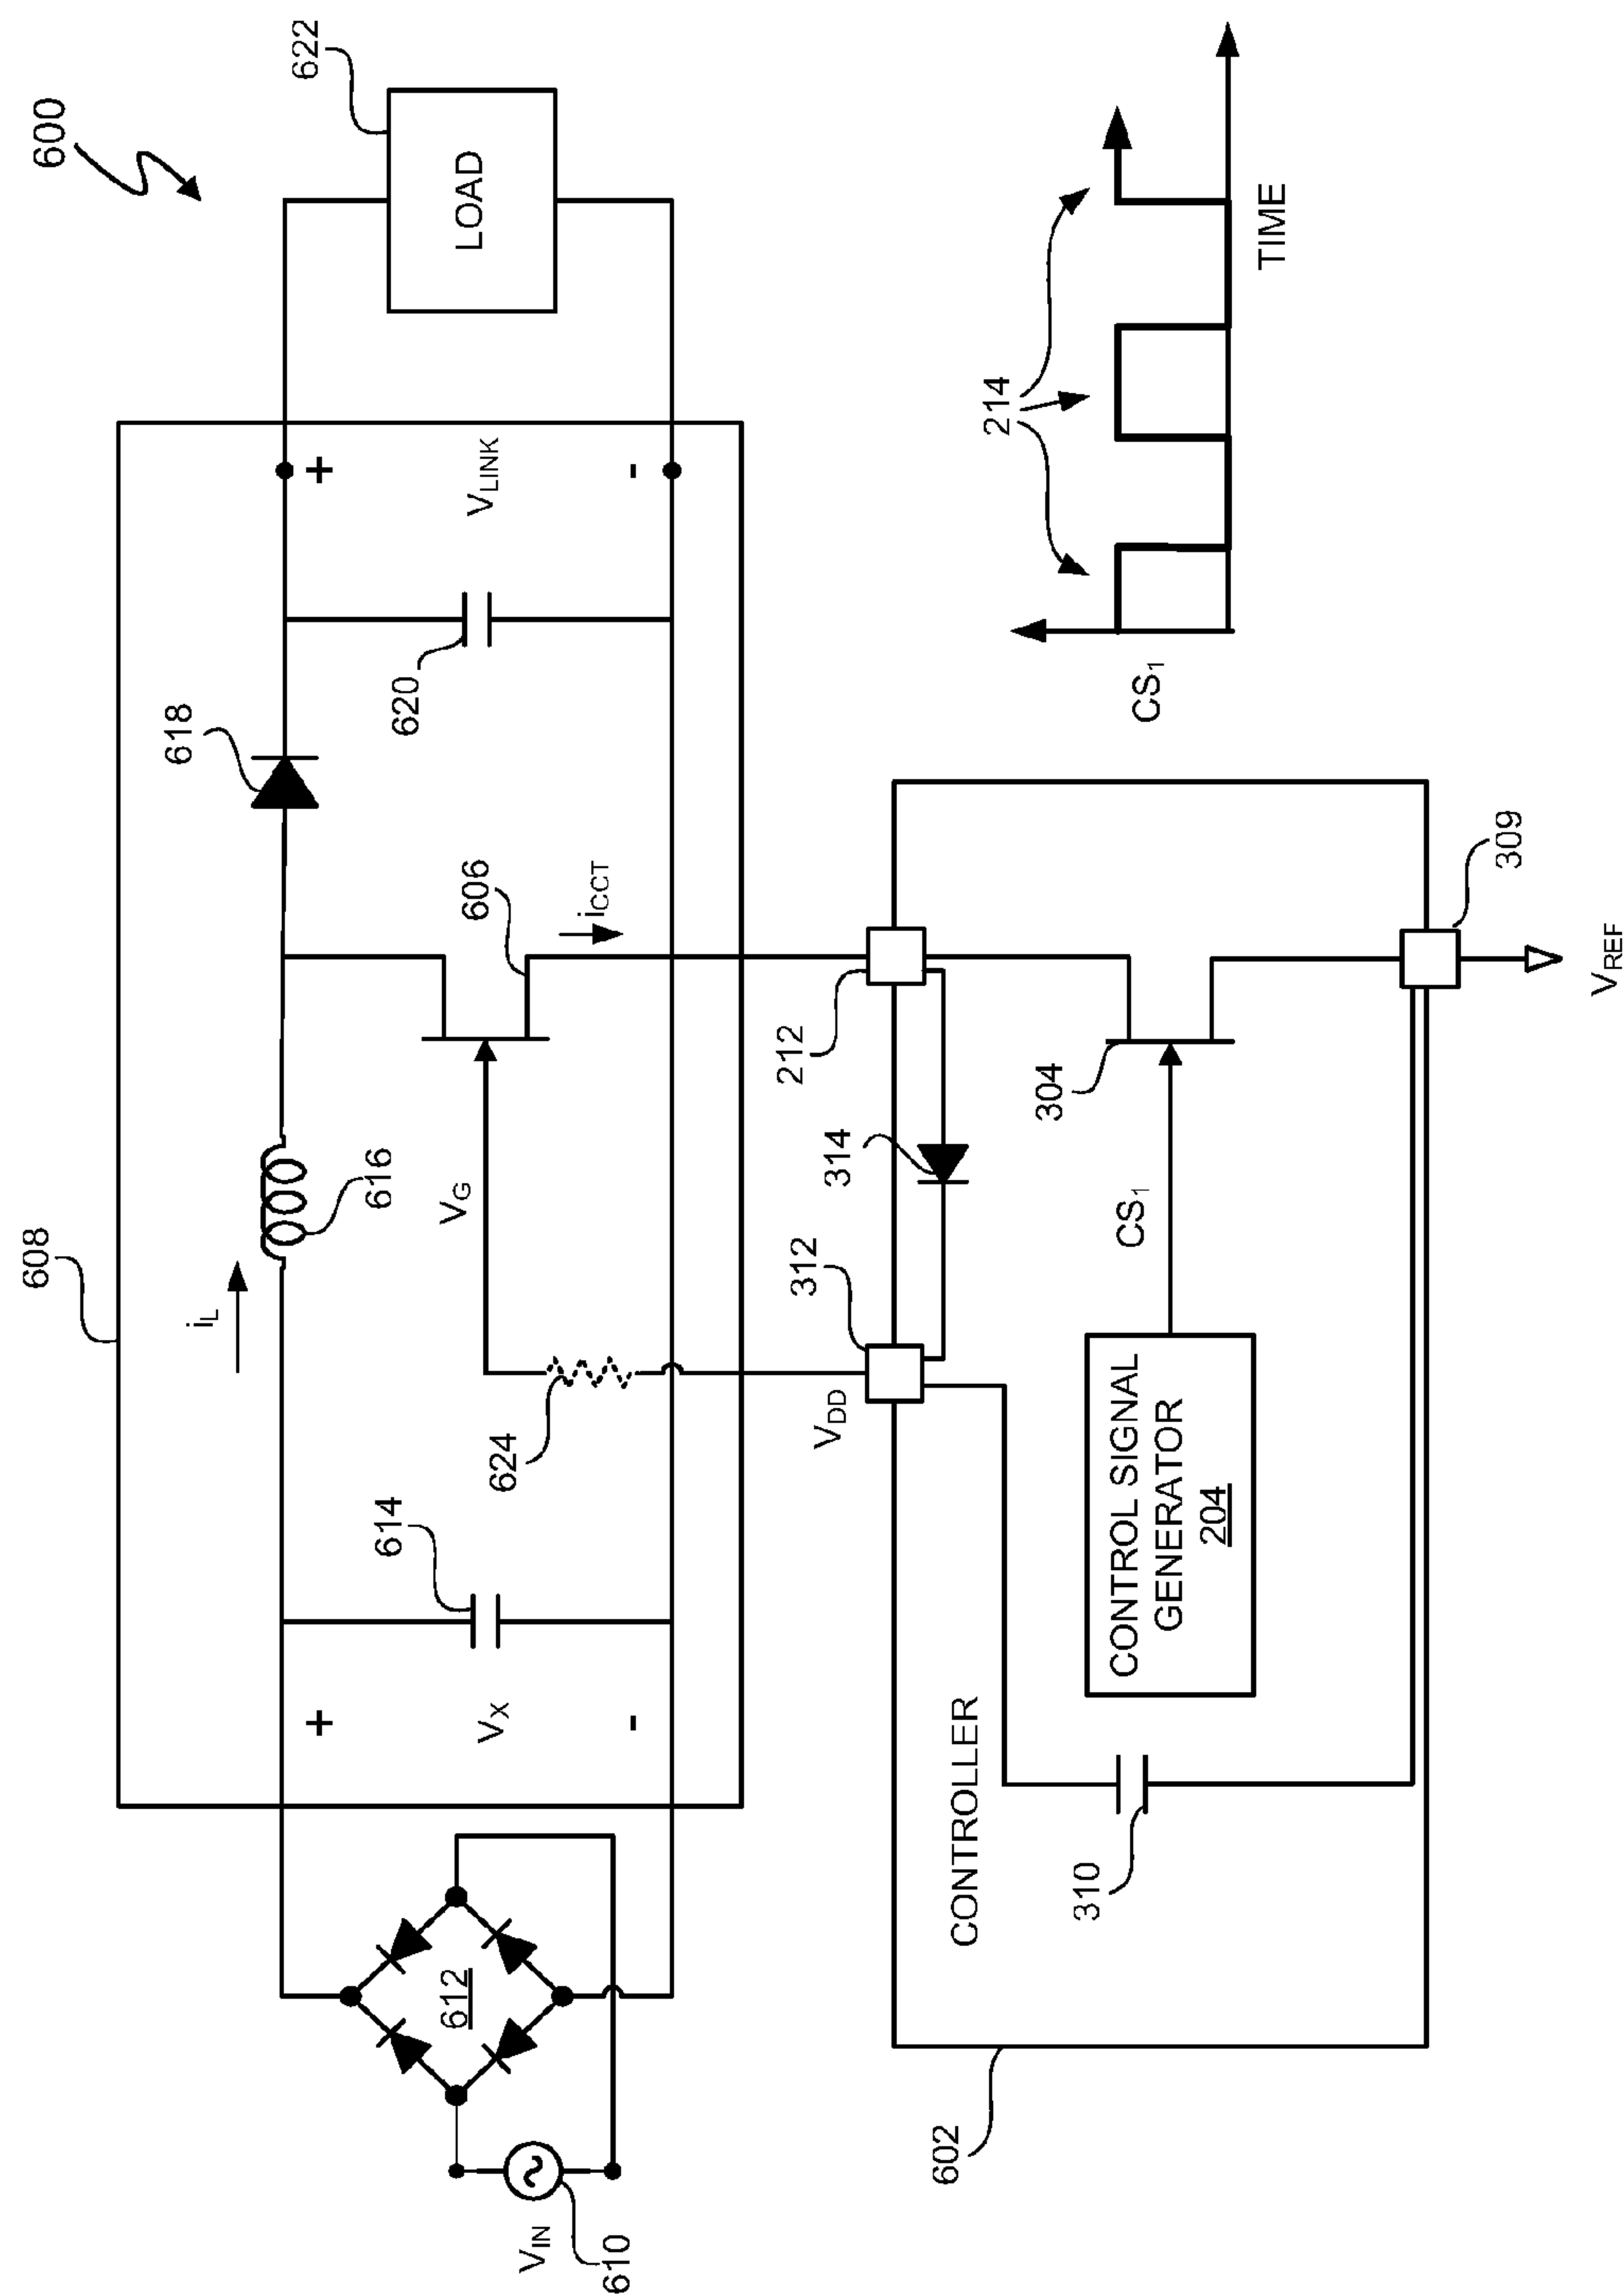 600
608
622
LOAD
iL
616
618
+
VX
-
614
VG
624
606
iCCT
620
+
VLINK
-
612
VIN
610
VDD
312
212
314
CONTROLLER
310
CONTROL SIGNAL
GENERATOR
204
CS1
304
602
309
VREF
214
CS1
TIME